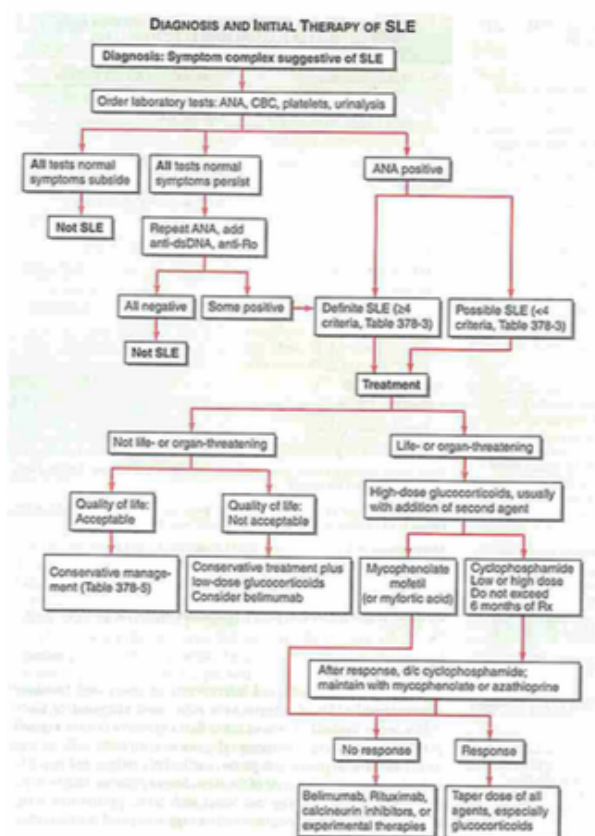 DIAGNOSIS AND INITIAL THERAPY OF SLE
Diagnosis: Symptom complex suggestive of SLE
Order laboratory tests: ANA, CBC, platelets, urinalysis
All tests normal
symptoms subside
All tests normal
symptoms persist
ANA positive
Not SLE
Repeat ANA, add
anti-dsDNA, anti-Ro
All negative
Some positive
Definite SLE (≥4
criteria, Table 378-3)
Possible SLE (<4
criteria, Table 378-3)
Not SLE
Treatment
Not life- or organ-threatening
Life- or organ-threatening
Quality of life:
Acceptable
Quality of life:
Not acceptable
High-dose glucocorticoids, usually
with addition of second agent
Conservative manage-
ment (Table 378-5)
Conservative treatment plus
low-dose glucocorticoids
Consider belimumab
Mycophenolate
mofetil
(or myfortic acid)
Cyclophosphamide
Low or high dose
Do not exceed
6 months of Rx
After response, d/c cyclophosphamide;
maintain with mycophenolate or azathioprine
No response
Response
Belimumab, Rituximab,
calcineurin inhibitors, or
experimental therapies
Taper dose of all
agents, especially
glucocorticoids